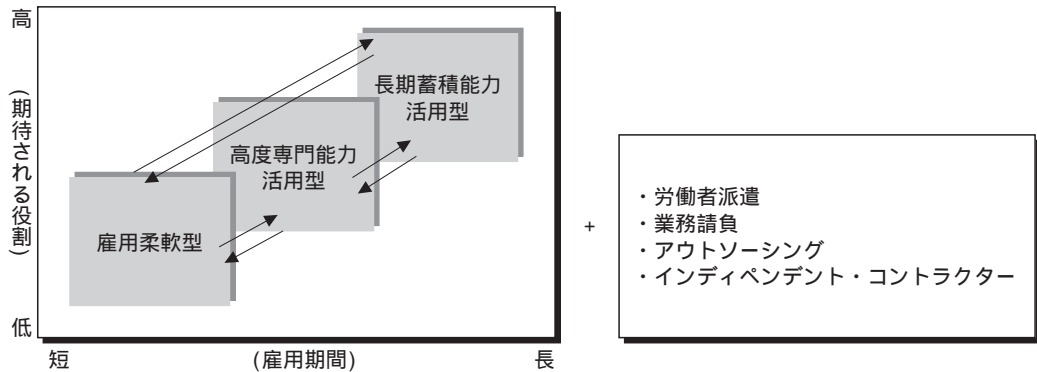 高
(期待される役割)
低
長期蓄積能力
活用型
高度専門能力
活用型
雇用柔軟型
短
(雇用期間)
長
+
・労働者派遣
・業務請負
・アウトソーシング
・インディペンデント・コントラクター